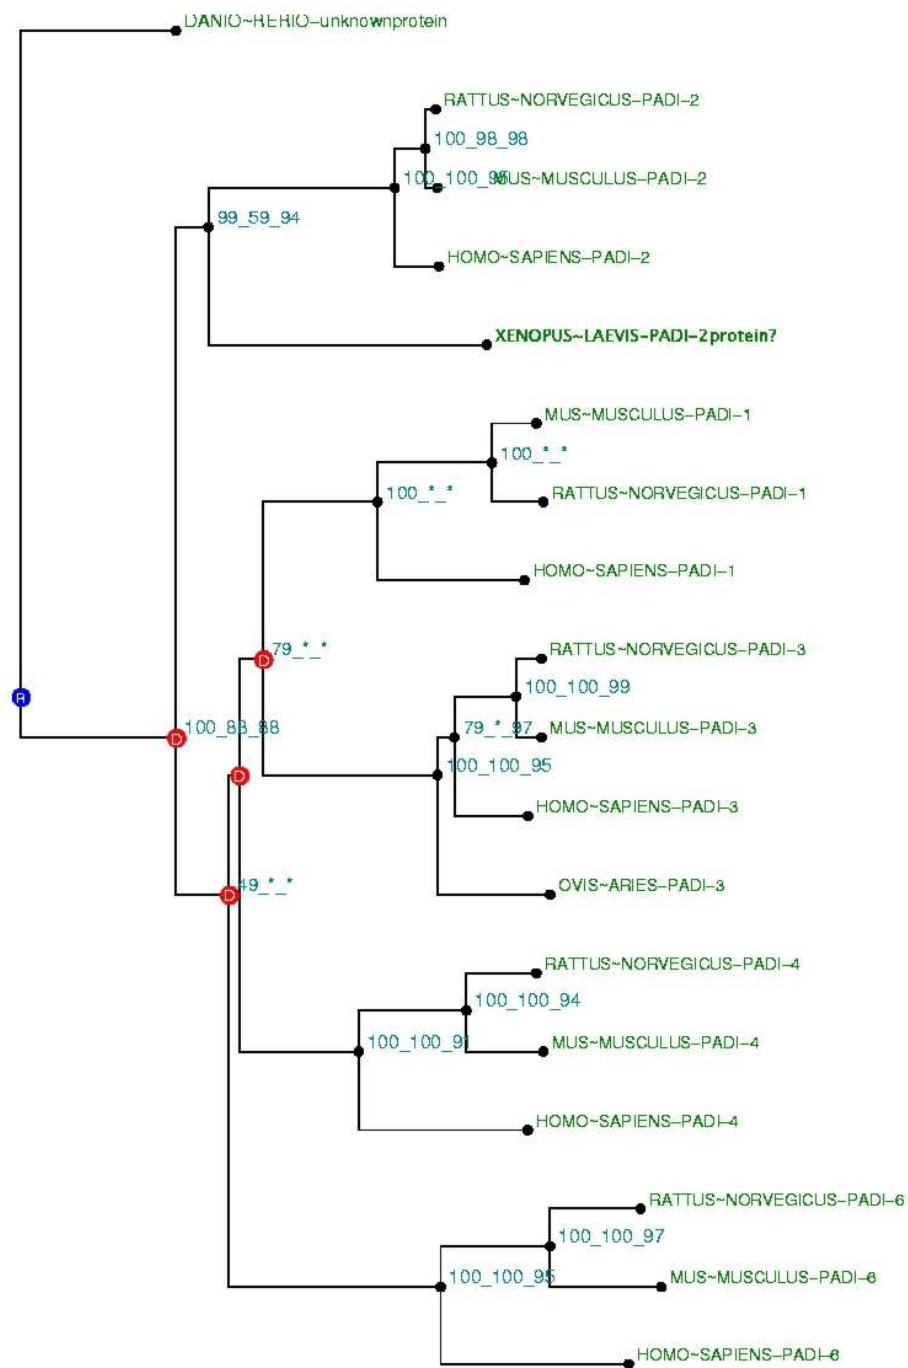 DANIO~RERIO-unknownprotein
RATTUS~NORVEGICUS-PADI-2
100_98_98
100_100_95
MUS~MUSCULUS-PADI-2
99_59_94
HOMO~SAPIENS-PADI-2
XENOPUS~LAEVIS-PADI-2protein?
MUS~MUSCULUS-PADI-1
100_*_*
100_*_*
RATTUS~NORVEGICUS-PADI-1
HOMO~SAPIENS-PADI-1
79_*_*
D
RATTUS~NORVEGICUS-PADI-3
100_100_99
R
100_88_88
D
79_*_97
MUS~MUSCULUS-PADI-3
100_100_95
D
HOMO~SAPIENS-PADI-3
49_*_*
D
OVIS~ARIES-PADI-3
RATTUS~NORVEGICUS-PADI-4
100_100_94
100_100_91
MUS~MUSCULUS-PADI-4
HOMO~SAPIENS-PADI-4
RATTUS~NORVEGICUS-PADI-6
100_100_97
100_100_95
MUS~MUSCULUS-PADI-6
HOMO~SAPIENS-PADI-6